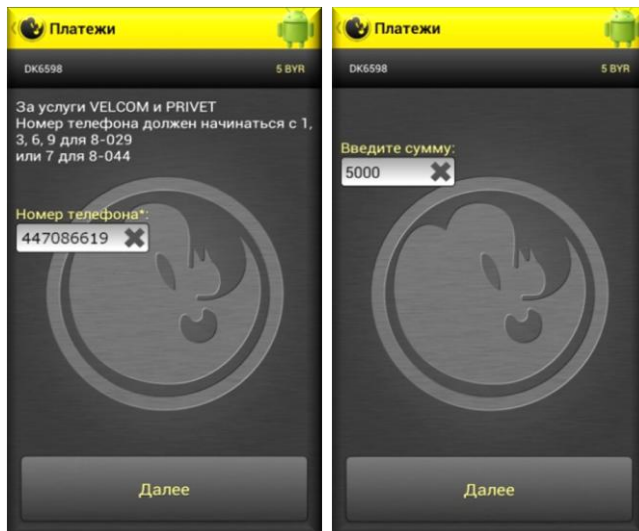 Платежи
DK6598 5 BYR
За услуги VELCOM и PRIVET
Номер телефона должен начинаться с 1,
3, 6, 9 для 8-029
или 7 для 8-044
Номер телефона*:
447086619
Далее
Платежи
DK6598 5 BYR
Введите сумму:
5000
Далее